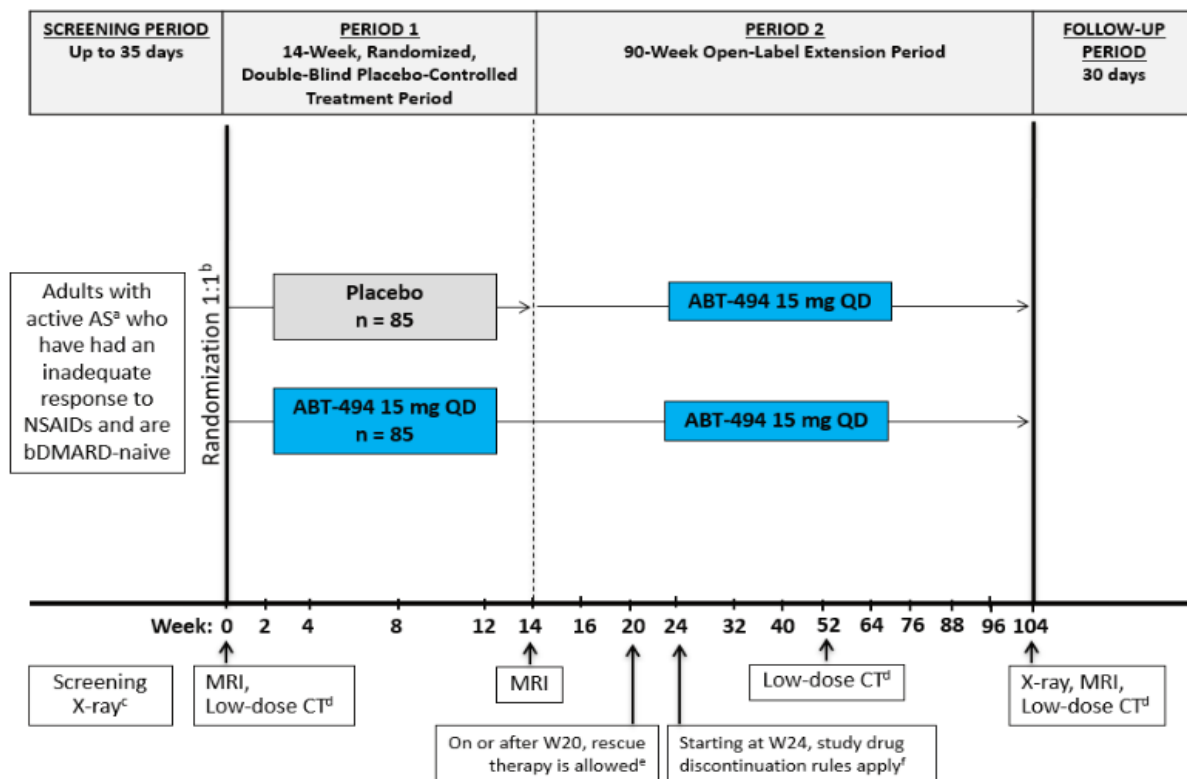 SCREENING PERIOD
Up to 35 days
PERIOD 1
14-Week, Randomized,
Double-Blind Placebo-Controlled
Treatment Period
PERIOD 2
90-Week Open-Label Extension Period
FOLLOW-UP
PERIOD
30 days
Adults with
active ASᵃ who
have had an
inadequate
response to
NSAIDs and are
bDMARD-naive
Randomization 1:1ᵇ
Placebo
n = 85
ABT-494 15 mg QD
ABT-494 15 mg QD
n = 85
ABT-494 15 mg QD
Week: 0 2 4 8 12 14 16 20 24 32 40 52 64 76 88 96 104
Screening
X-rayᶜ
MRI,
Low-dose CTᵈ
MRI
Low-dose CTᵈ
X-ray, MRI,
Low-dose CTᵈ
On or after W20, rescue
therapy is allowedᵉ
Starting at W24, study drug
discontinuation rules applyᶠ